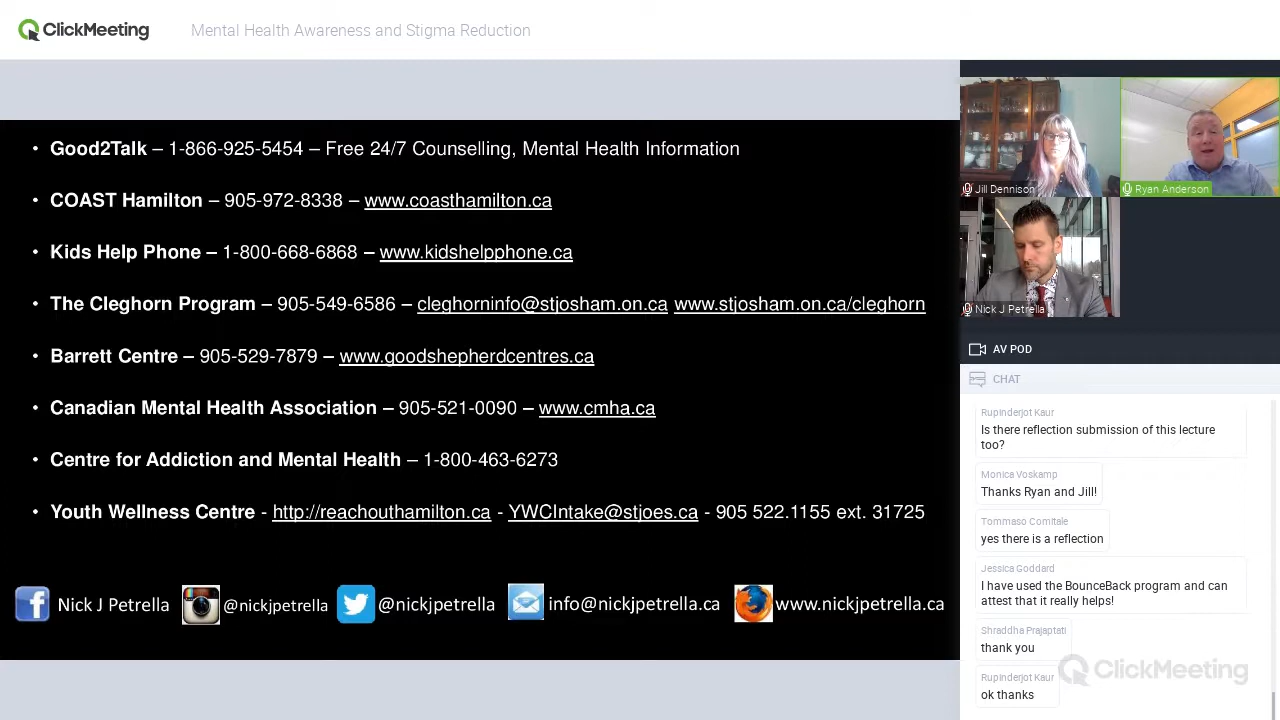 ClickMeeting
Mental Health Awareness and Stigma Reduction
• Good2Talk – 1-866-925-5454 – Free 24/7 Counselling, Mental Health Information
• COAST Hamilton – 905-972-8338 – www.coasthamilton.ca
• Kids Help Phone – 1-800-668-6868 – www.kidshelpphone.ca
• The Cleghorn Program – 905-549-6586 – cleghorninfo@stjosham.on.ca www.stjosham.on.ca/cleghorn
• Barrett Centre – 905-529-7879 – www.goodshepherdcentres.ca
• Canadian Mental Health Association – 905-521-0090 – www.cmha.ca
• Centre for Addiction and Mental Health – 1-800-463-6273
• Youth Wellness Centre - http://reachouthamilton.ca - YWCIntake@stjoes.ca - 905 522.1155 ext. 31725
Nick J Petrella @nickjpetrella @nickjpetrella info@nickjpetrella.ca www.nickjpetrella.ca
Jill Dennison
Ryan Anderson
Nick J Petrella
AV POD
CHAT
Rupinderjot Kaur
Is there reflection submission of this lecture
too?
Monica Voskamp
Thanks Ryan and Jill!
Tommaso Comitale
yes there is a reflection
Jessica Goddard
I have used the BounceBack program and can
attest that it really helps!
Shraddha Prajaptati
thank you
Rupinderjot Kaur
ok thanks
ClickMeeting